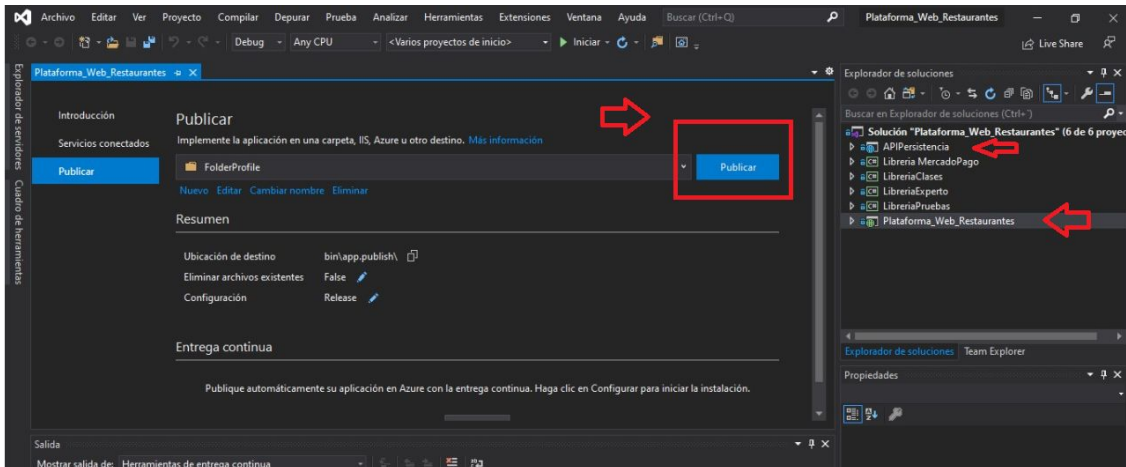 Archivo Editar Ver Proyecto Compilar Depurar Prueba Analizar Herramientas Extensiones Ventana Ayuda Buscar (Ctrl+Q) Plataforma_Web_Restaurantes
Debug Any CPU <Varios proyectos de inicio> Iniciar Live Share
Explorador de servidores
Cuadro de herramientas
Plataforma_Web_Restaurantes
Introducción
Servicios conectados
Publicar
Publicar
Implemente la aplicación en una carpeta, IIS, Azure u otro destino. Más información
FolderProfile
Publicar
Nuevo Editar Cambiar nombre Eliminar
Resumen
Ubicación de destino bin\app.publish\
Eliminar archivos existentes False
Configuración Release
Entrega continua
Publique automáticamente su aplicación en Azure con la entrega continua. Haga clic en Configurar para iniciar la instalación.
Salida
Mostrar salida de: Herramientas de entrega continua
Explorador de soluciones
Buscar en Explorador de soluciones (Ctrl+¨)
Solución "Plataforma_Web_Restaurantes" (6 de 6 proyec
APIPersistencia
C# Libreria MercadoPago
C# LibreriaClases
C# LibreriaExperto
C# LibreriaPruebas
Plataforma_Web_Restaurantes
Explorador de soluciones Team Explorer
Propiedades